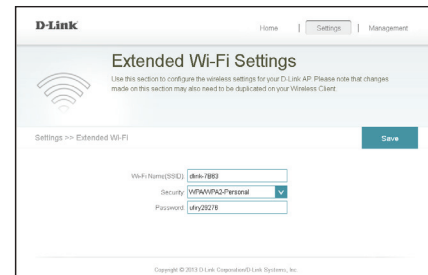 D-Link
Home | Settings | Management
Extended Wi-Fi Settings
Use this section to configure the wireless settings for your D-Link AP. Please note that changes
made on this section may also need to be duplicated on your Wireless Client.
Settings >> Extended Wi-Fi
Save
Wi-Fi Name(SSID): dlink-7B63
Security: WPA/WPA2-Personal
Password: uhry29276
Copyright © 2013 D-Link Corporation/D-Link Systems, Inc.